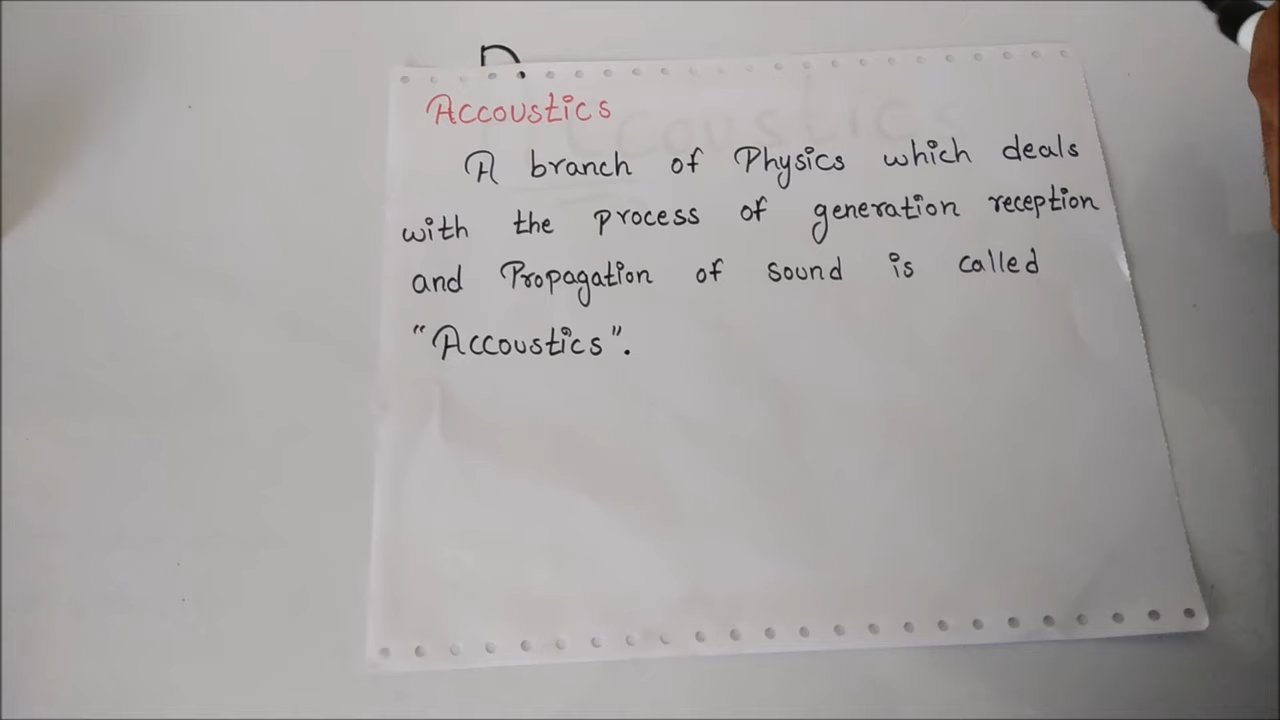 Accoustics
A branch of Physics which deals
with the process of generation reception
and Propagation of sound is called
"Accoustics".